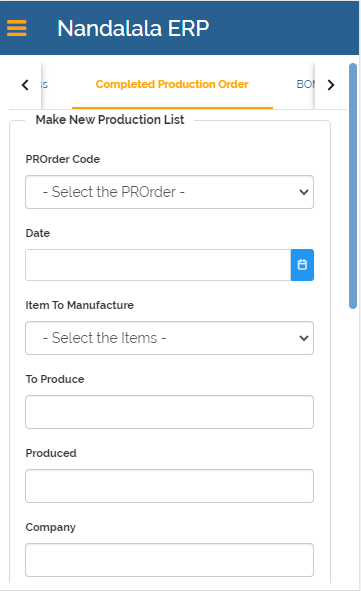 Nandalala ERP
Completed Production Order
Make New Production List
PROrder Code
- Select the PROrder -
Date
Item To Manufacture
- Select the Items -
To Produce
Produced
Company